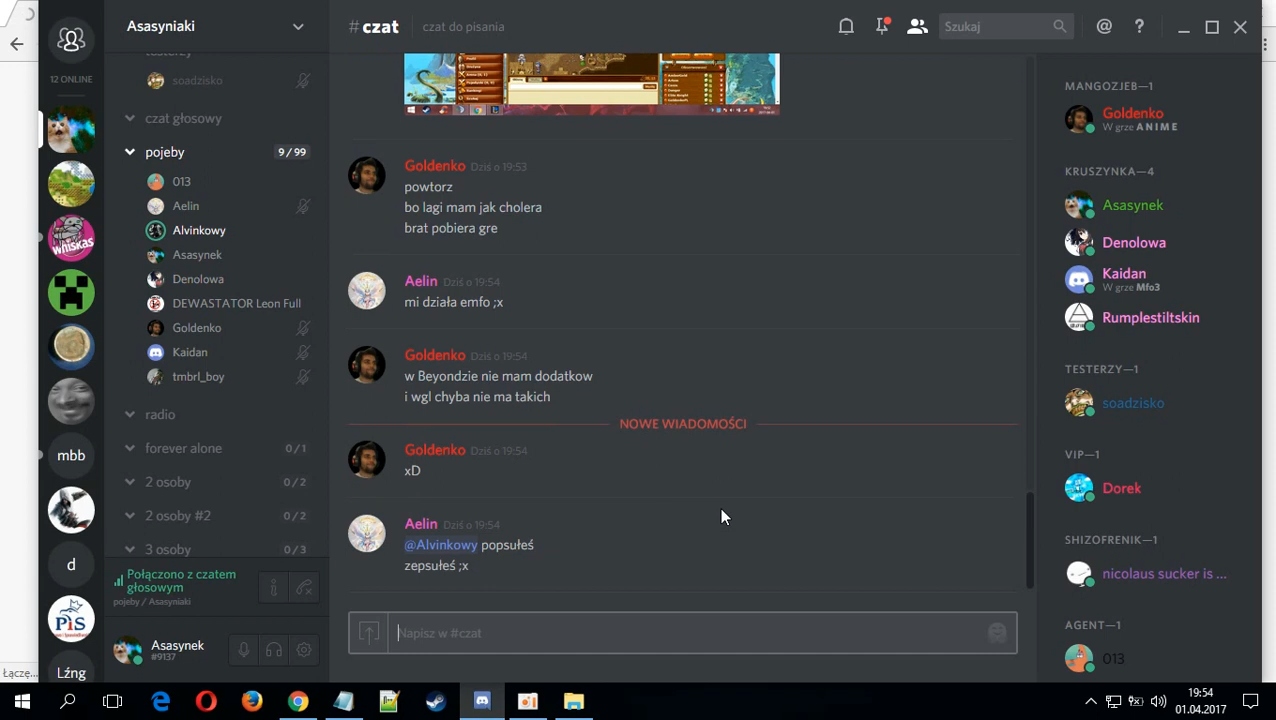 12 ONLINE
mbb
d
PiS
Lźng
Asasyniaki
testerzy
soadzisko
czat głosowy
pojeby 9/99
013
Aelin
Alvinkowy
Asasynek
Denolowa
DEWASTATOR Leon Full
Goldenko
Kaidan
tmbrl_boy
radio
forever alone 0/1
2 osoby 0/2
2 osoby #2 0/2
3 osoby 0/3
Połączono z czatem
głosowym
pojeby / Asasyniaki
Asasynek
#9137
#czat czat do pisania
Szukaj
Goldenko Dziś o 19:53
powtorz
bo lagi mam jak cholera
brat pobiera gre
Aelin Dziś o 19:54
mi działa emfo ;x
Goldenko Dziś o 19:54
w Beyondzie nie mam dodatkow
i wgl chyba nie ma takich
NOWE WIADOMOŚCI
Goldenko Dziś o 19:54
xD
Aelin Dziś o 19:54
@Alvinkowy popsułeś
zepsułeś ;x
Napisz w #czat
MANGOZJEB—1
Goldenko
W grze A N I M E
KRUSZYNKA—4
Asasynek
Denolowa
Kaidan
W grze Mfo3
Rumplestiltskin
TESTERZY—1
soadzisko
VIP—1
Dorek
SHIZOFRENIK—1
nicolaus sucker is ...
AGENT—1
013
Łączę...
19:54
01.04.2017